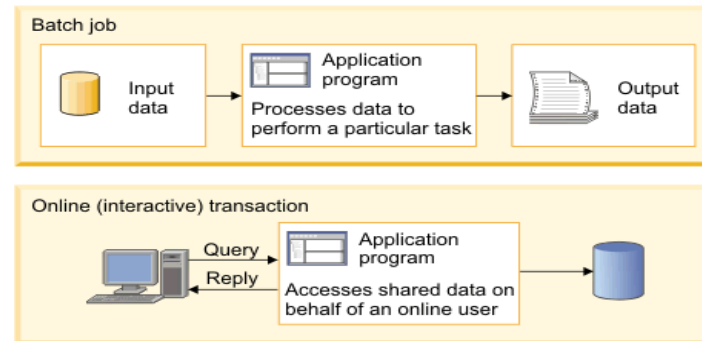 Batch job
Input
data
Application
program
Processes data to
perform a particular task
Output
data
Online (interactive) transaction
Query
Reply
Application
program
Accesses shared data on
behalf of an online user